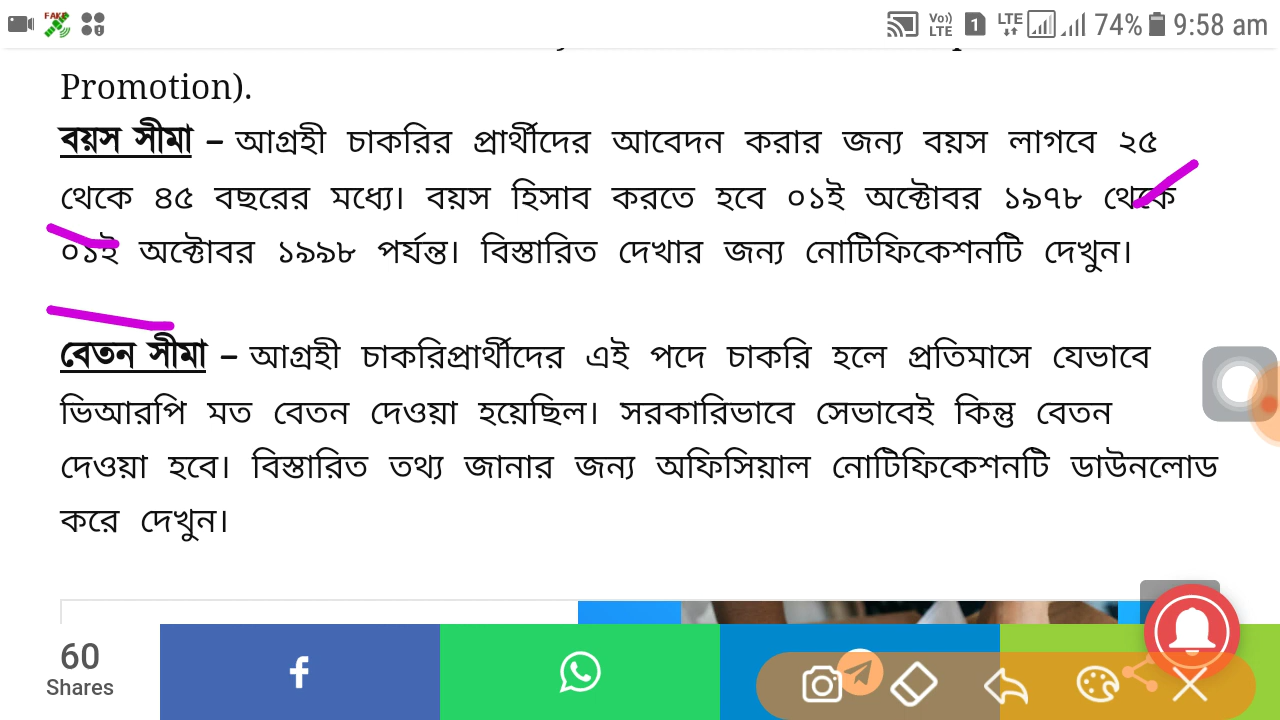 FAKE
Vo)) LTE 1 LTE 74% 9:58 am
Promotion).
বয়স সীমা – আগ্রহী চাকরির প্রার্থীদের আবেদন করার জন্য বয়স লাগবে ২৫
থেকে ৪৫ বছরের মধ্যে। বয়স হিসাব করতে হবে ০১ই অক্টোবর ১৯৭৮ থেকে
০১ই অক্টোবর ১৯৯৮ পর্যন্ত। বিস্তারিত দেখার জন্য নোটিফিকেশনটি দেখুন।
বেতন সীমা – আগ্রহী চাকরিপ্রার্থীদের এই পদে চাকরি হলে প্রতিমাসে যেভাবে
ভিআরপি মত বেতন দেওয়া হয়েছিল। সরকারিভাবে সেভাবেই কিন্তু বেতন
দেওয়া হবে। বিস্তারিত তথ্য জানার জন্য অফিসিয়াল নোটিফিকেশনটি ডাউনলোড
করে দেখুন।
60
Shares